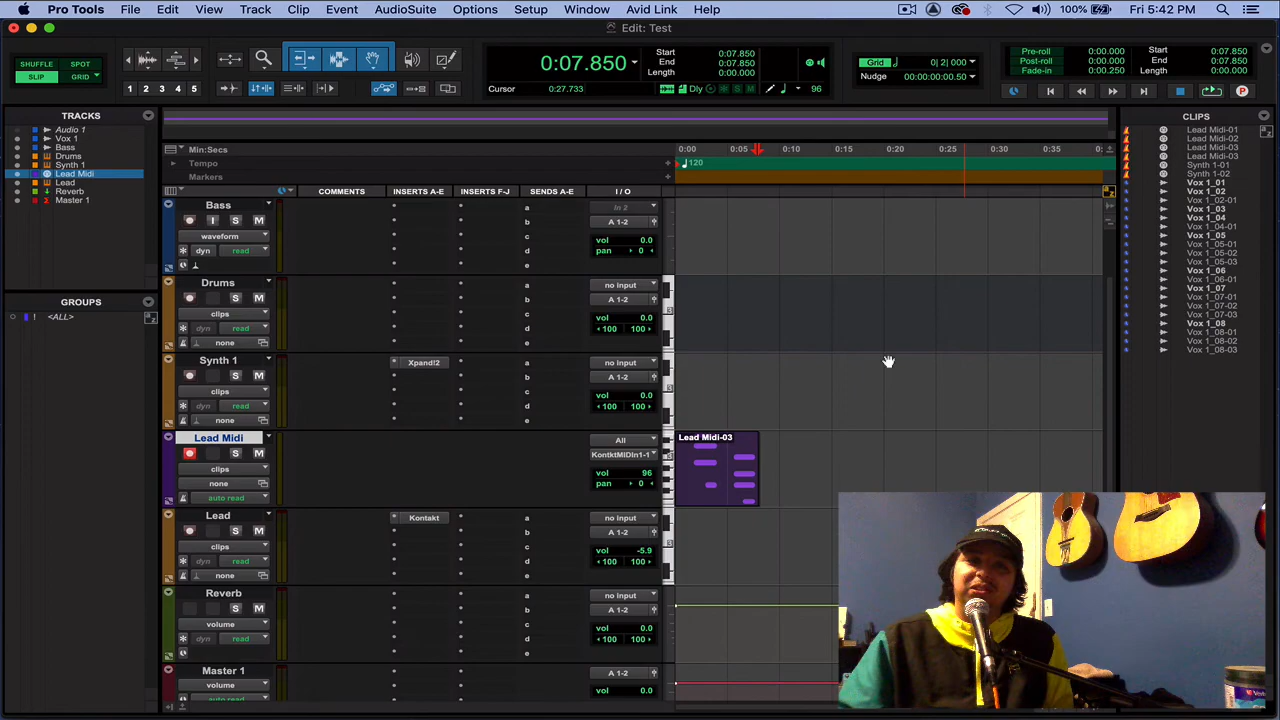 Pro Tools File Edit View Track Clip Event AudioSuite Options Setup Window Avid Link Help 100% Fri 5:42 PM
Edit: Test
SHUFFLE SPOT
SLIP GRID
1 2 3 4 5
0:07.850
Start 0:07.850
End 0:07.850
Length 0:00.000
Cursor 0:27.733
Dly S M 96
Grid 0| 2| 000
Nudge 00:00:00:00.50
Pre-roll 0:00.000
Post-roll 0:00.000
Fade-in 0:00.250
Start 0:07.850
End 0:07.850
Length 0:00.000
P
TRACKS
Audio 1
Vox 1
Bass
Drums
Synth 1
Lead Midi
Lead
Reverb
Master 1
GROUPS
! <ALL>
Min:Secs 0:00 0:05 0:10 0:15 0:20 0:25 0:30 0:35 0:
Tempo 120
Markers
COMMENTS INSERTS A-E INSERTS F-J SENDS A-E I / O
Bass
I S M
waveform
dyn read
a b c d e
In 2
A 1-2
vol 0.0
pan 0
Drums
S M
clips
dyn read
none
a b c d e
no input
A 1-2
vol 0.0
100 100
Synth 1
S M
clips
dyn read
none
Xpand!2
a b c d e
no input
A 1-2
vol 0.0
100 100
Lead Midi
S M
clips
none
auto read
All
KontktMIDIn1-1
vol 96
pan 0
Lead Midi-03
Lead
S M
clips
dyn read
none
Kontakt
a b c d e
no input
A 1-2
vol -5.9
100 100
Reverb
S M
volume
dyn read
a b c d e
no input
A 1-2
vol 0.0
100 100
Master 1
volume
auto read
A 1-2
vol 0.0
CLIPS
Lead Midi-01
Lead Midi-02
Lead Midi-03
Lead Midi-03
Synth 1-01
Synth 1-02
Vox 1_01
Vox 1_02
Vox 1_02-01
Vox 1_03
Vox 1_04
Vox 1_04-01
Vox 1_05
Vox 1_05-01
Vox 1_05-02
Vox 1_05-03
Vox 1_06
Vox 1_06-01
Vox 1_07
Vox 1_07-01
Vox 1_07-02
Vox 1_07-03
Vox 1_08
Vox 1_08-01
Vox 1_08-02
Vox 1_08-03